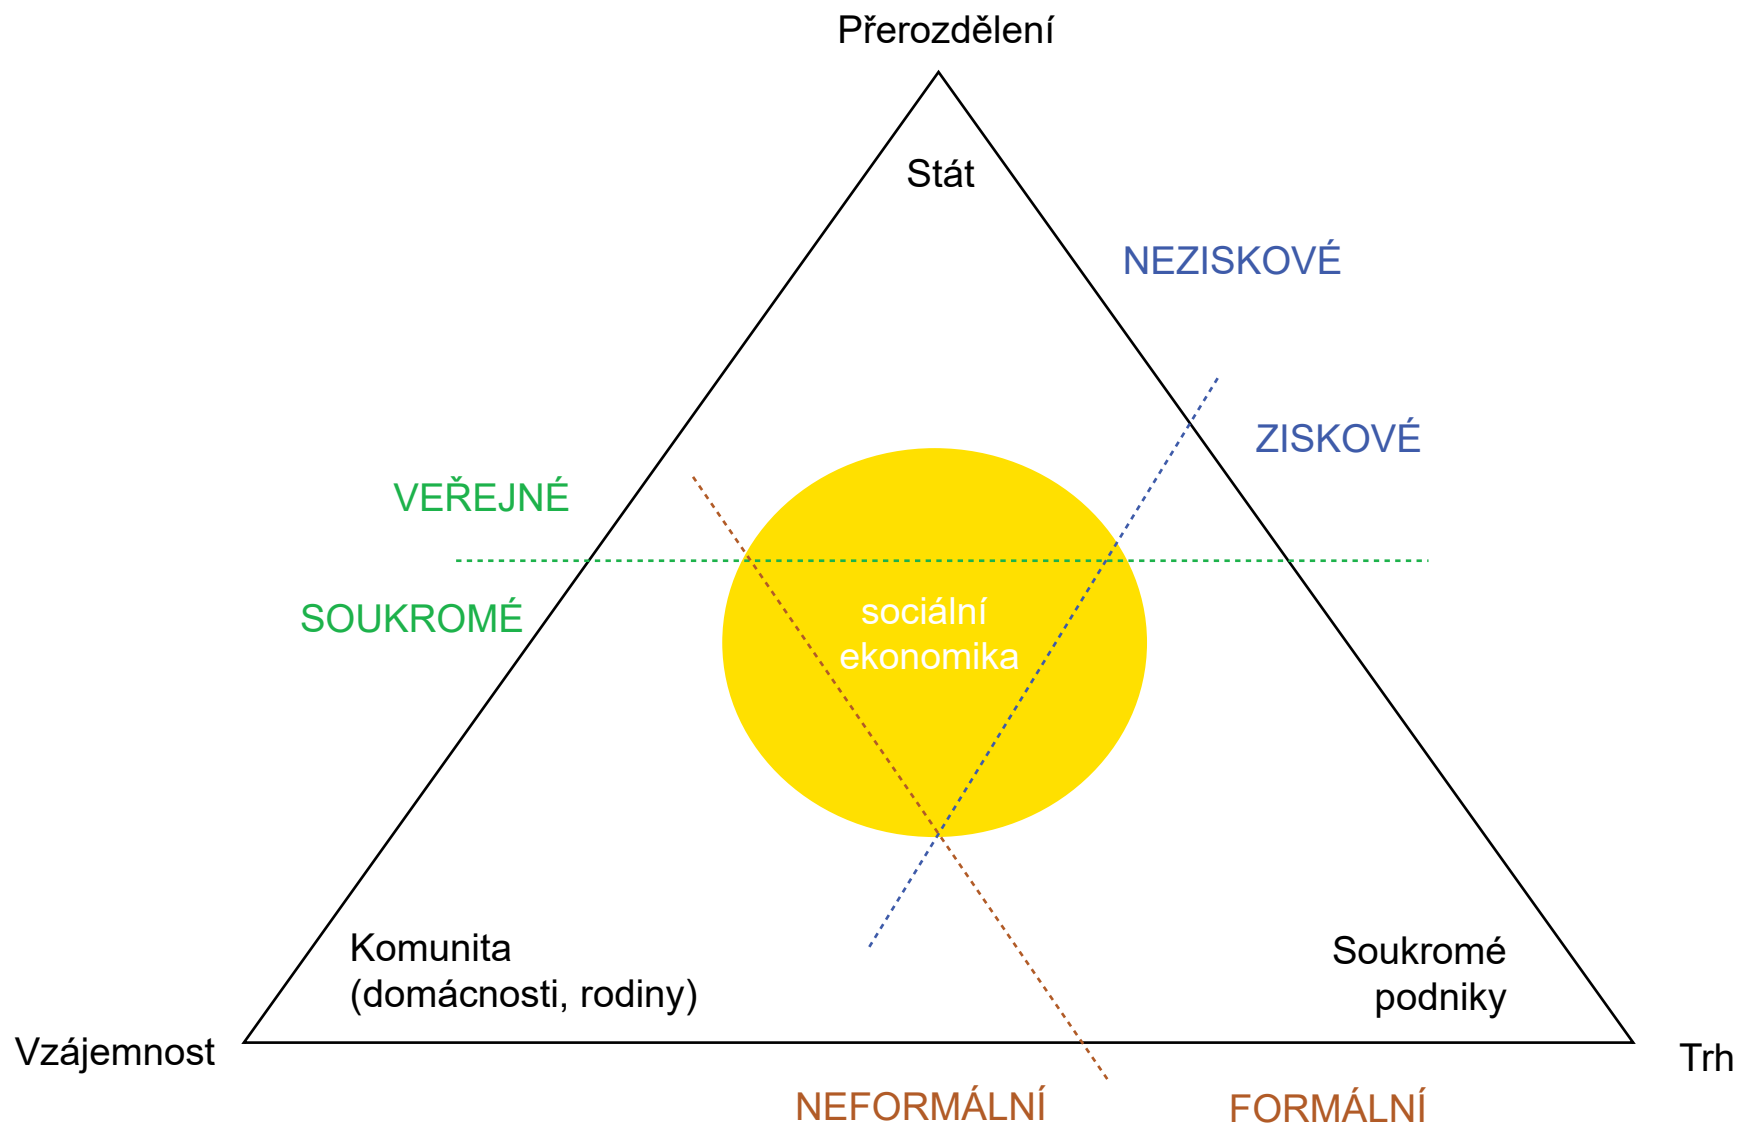 Přerozdělení
Stát
NEZISKOVÉ
ZISKOVÉ
VEŘEJNÉ
SOUKROMÉ
sociální
ekonomika
Komunita
(domácnosti, rodiny)
Soukromé
podniky
Vzájemnost
Trh
NEFORMÁLNÍ
FORMÁLNÍ